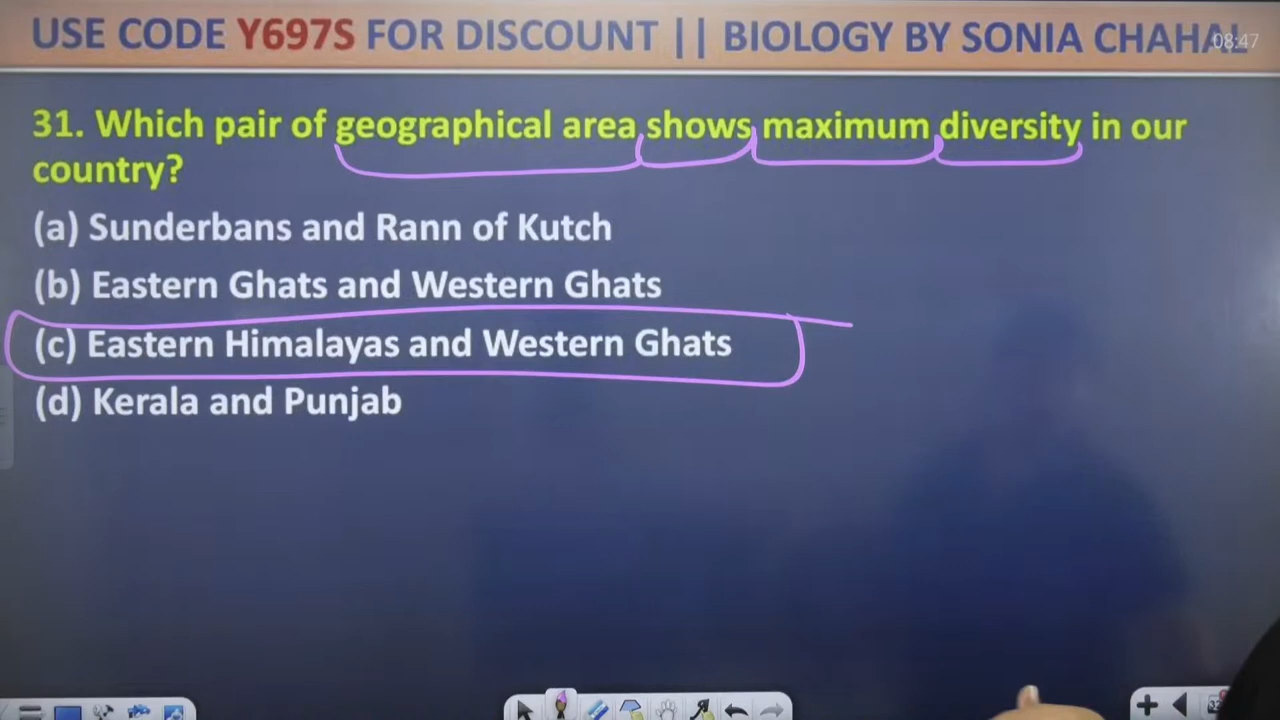 USE CODE Y697S FOR DISCOUNT || BIOLOGY BY SONIA CHAHAL
08:47
31. Which pair of geographical area shows maximum diversity in our
country?
(a) Sunderbans and Rann of Kutch
(b) Eastern Ghats and Western Ghats
(c) Eastern Himalayas and Western Ghats
(d) Kerala and Punjab